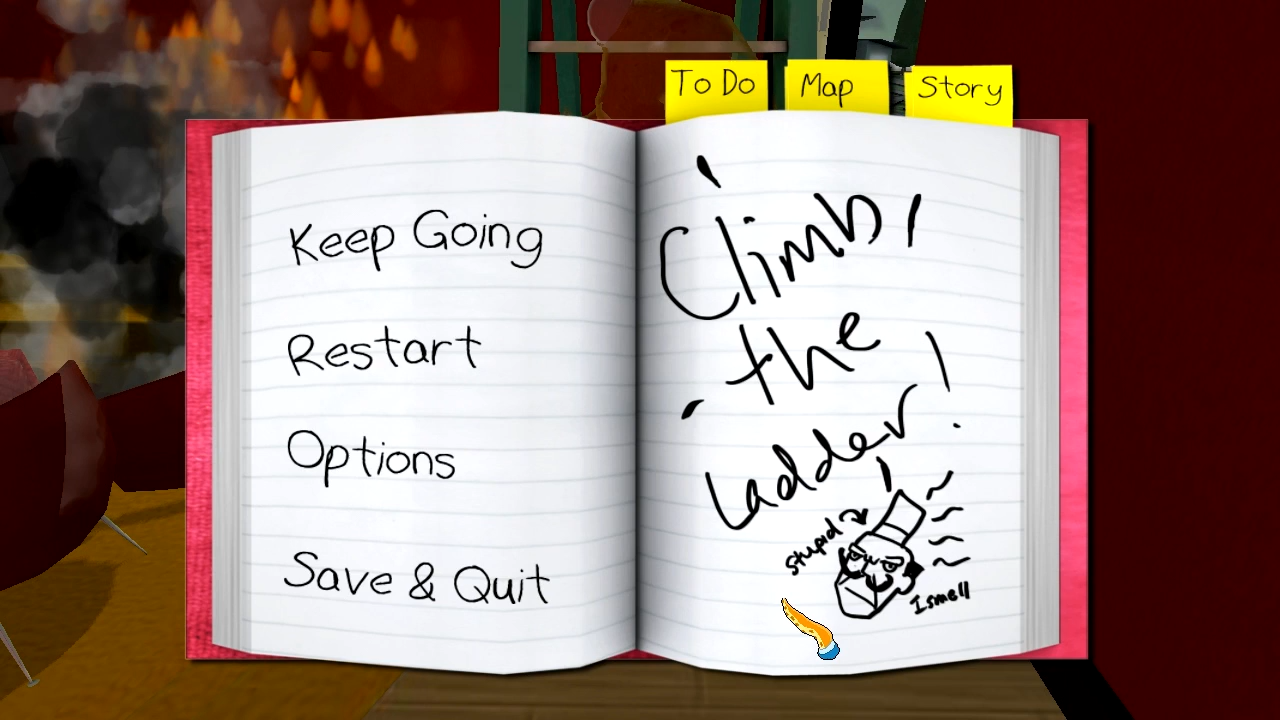 To Do
Map
Story
Keep Going
Restart
Options
Save & Quit
Climb,
the
Ladder!
stupid
I smell